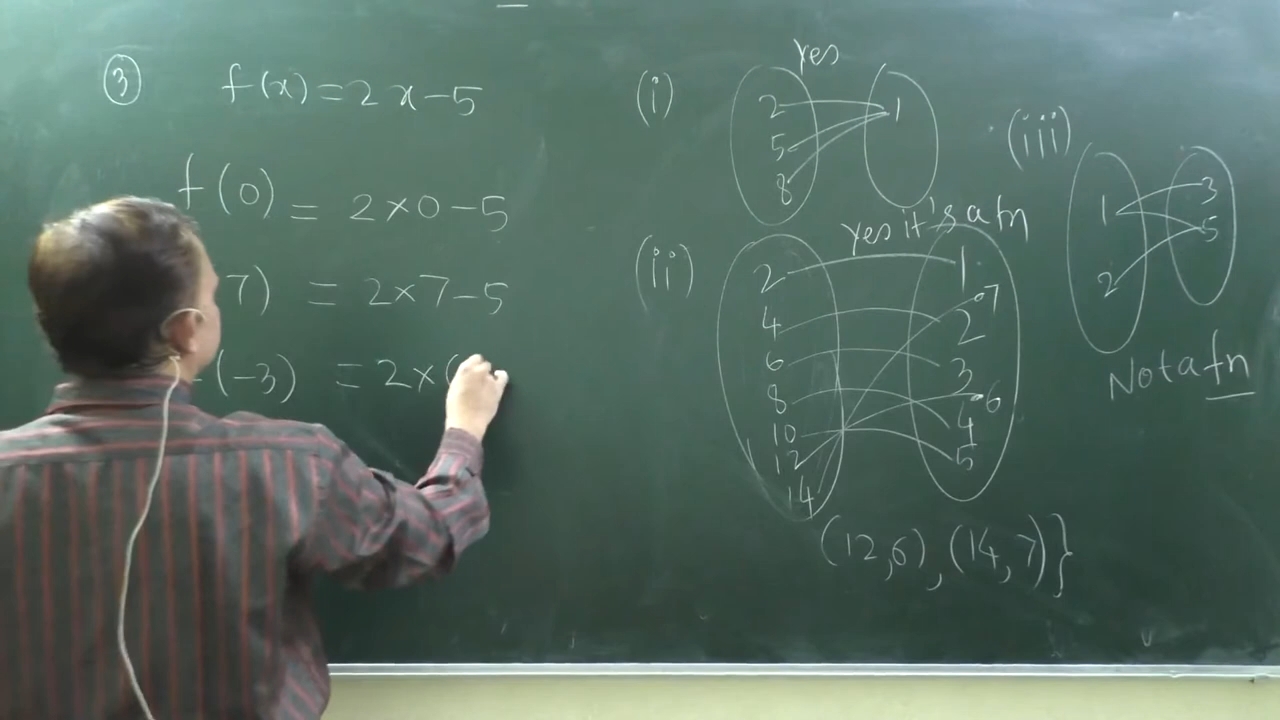 ③ f(x) = 2x - 5
f(0) = 2×0 - 5
7) = 2×7 - 5
(-3) = 2×(
(i)
Yes
2
5
8
1
(ii)
yes it's a fn
2
4
6
8
10
12
14
1
7
2
3
6
4
5
(12,6), (14,7)}
(iii)
1
2
3
5
Not a fn